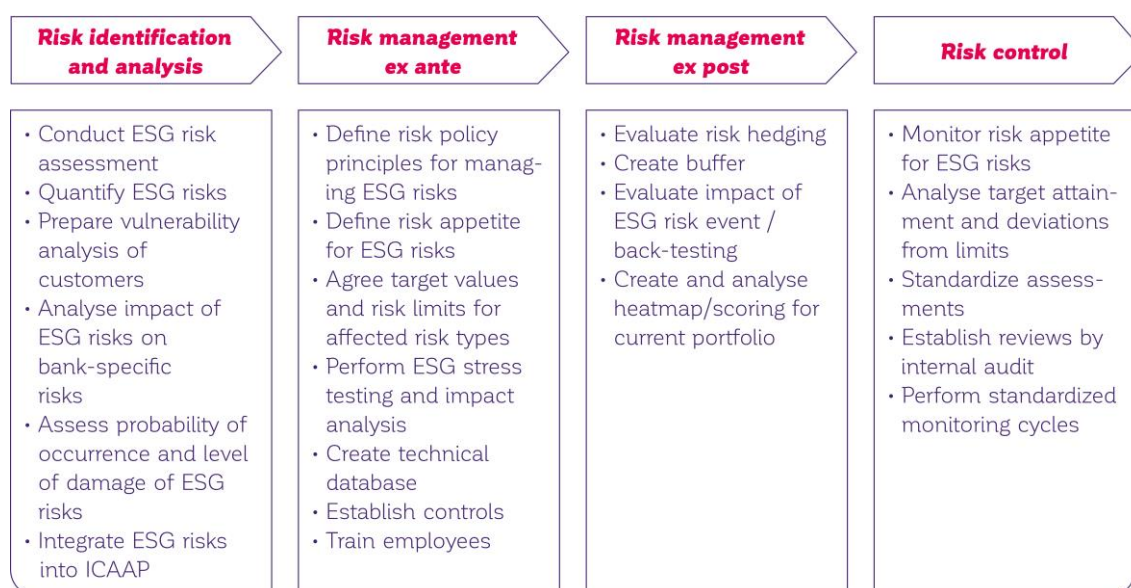 Risk identification
and analysis
• Conduct ESG risk
assessment
• Quantify ESG risks
• Prepare vulnerability
analysis of
customers
• Analyse impact of
ESG risks on
bank-specific
risks
• Assess probability of
occurrence and level
of damage of ESG
risks
• Integrate ESG risks
into ICAAP
Risk management
ex ante
• Define risk policy
principles for manag-
ing ESG risks
• Define risk appetite
for ESG risks
• Agree target values
and risk limits for
affected risk types
• Perform ESG stress
testing and impact
analysis
• Create technical
database
• Establish controls
• Train employees
Risk management
ex post
• Evaluate risk hedging
• Create buffer
• Evaluate impact of
ESG risk event /
back-testing
• Create and analyse
heatmap/scoring for
current portfolio
Risk control
• Monitor risk appetite
for ESG risks
• Analyse target attain-
ment and deviations
from limits
• Standardize assess-
ments
• Establish reviews by
internal audit
• Perform standardized
monitoring cycles